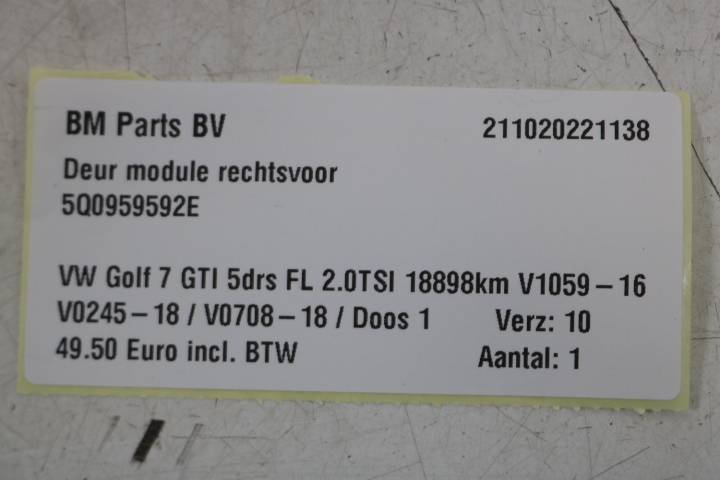 BM Parts BV 211020221138
Deur module rechtsvoor
5Q0959592E
VW Golf 7 GTI 5drs FL 2.0TSI 18898km V1059-16
V0245-18 / V0708-18 / Doos 1 Verz: 10
49.50 Euro incl. BTW Aantal: 1